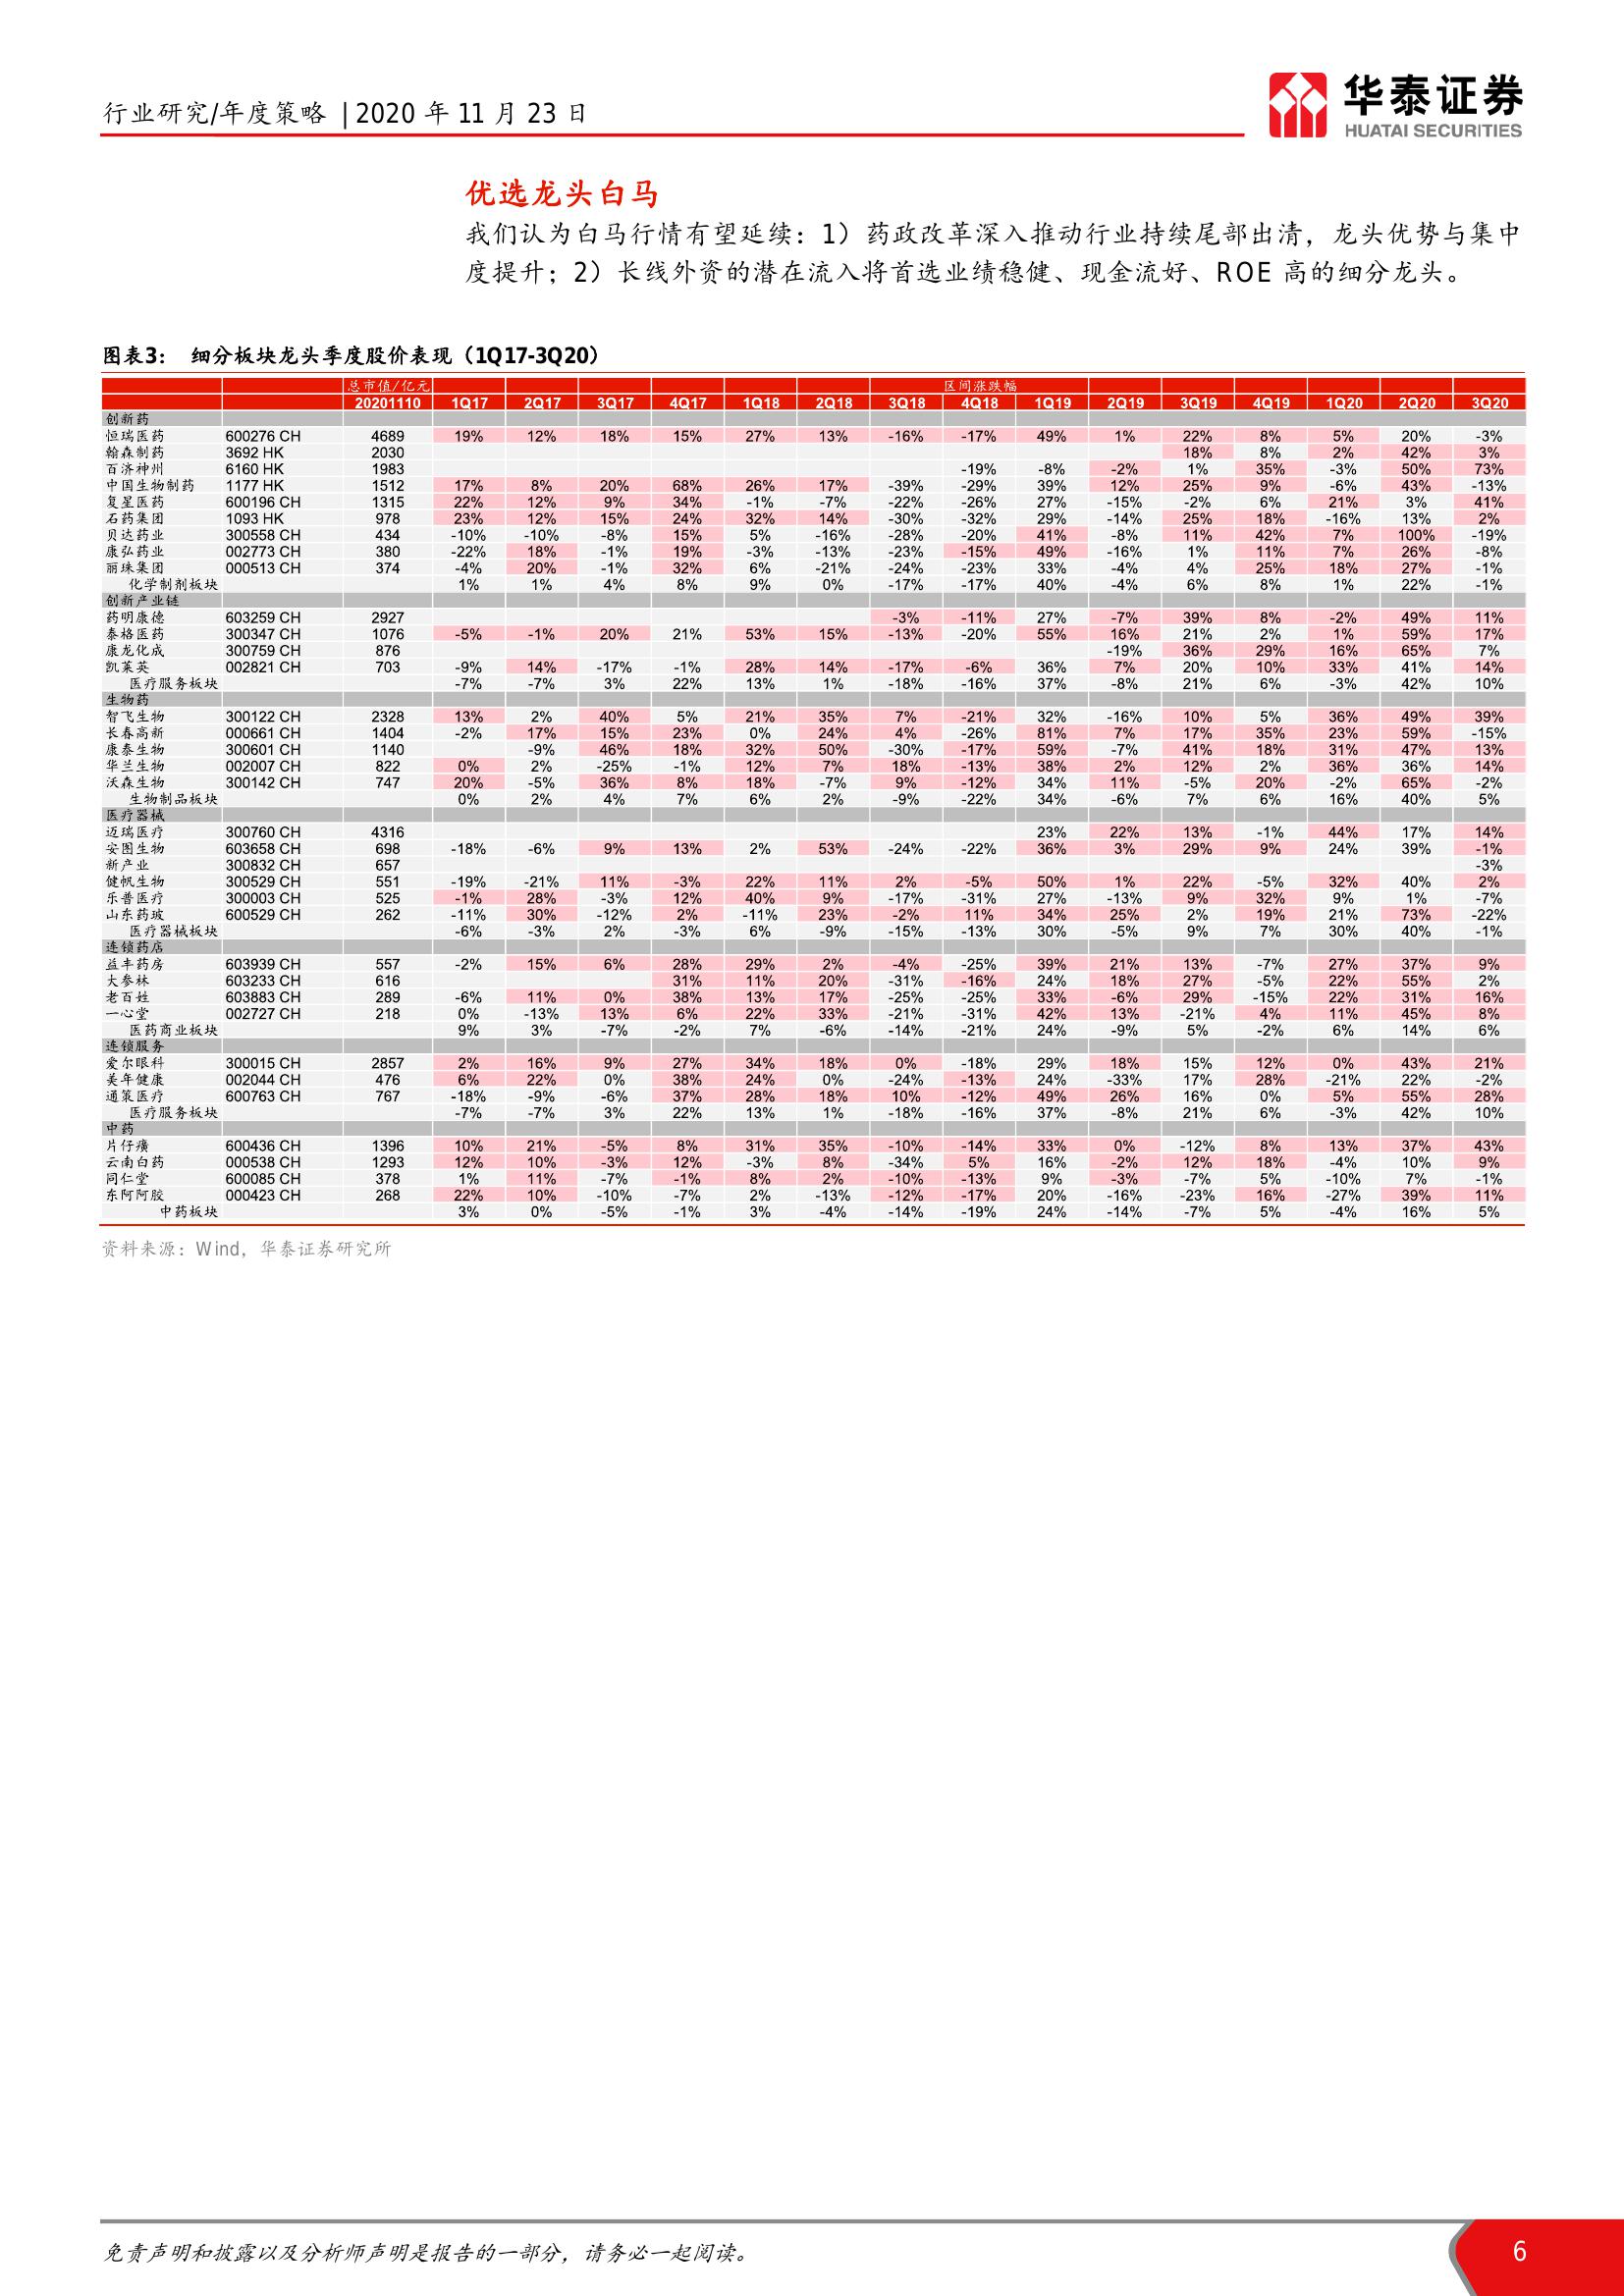 行业研究/年度策略 | 2020 年 11 月 23 日
华泰证券
HUATAI SECURITIES
优选龙头白马
我们认为白马行情有望延续：1）药政改革深入推动行业持续尾部出清，龙头优势与集中
度提升；2）长线外资的潜在流入将首选业绩稳健、现金流好、ROE 高的细分龙头。
图表3： 细分板块龙头季度股价表现（1Q17-3Q20）
总市值/亿元 区间涨跌幅
20201110 1Q17 2Q17 3Q17 4Q17 1Q18 2Q18 3Q18 4Q18 1Q19 2Q19 3Q19 4Q19 1Q20 2Q20 3Q20
创新药
恒瑞医药 600276 CH 4689 19% 12% 18% 15% 27% 13% -16% -17% 49% 1% 22% 8% 5% 20% -3%
翰森制药 3692 HK 2030 18% 8% 2% 42% 3%
百济神州 6160 HK 1983 -19% -8% -2% 1% 35% -3% 50% 73%
中国生物制药 1177 HK 1512 17% 8% 20% 68% 26% 17% -39% -29% 39% 12% 25% 9% -6% 43% -13%
复星医药 600196 CH 1315 22% 12% 9% 34% -1% -7% -22% -26% 27% -15% -2% 6% 21% 3% 41%
石药集团 1093 HK 978 23% 12% 15% 24% 32% 14% -30% -32% 29% -14% 25% 18% -16% 13% 2%
贝达药业 300558 CH 434 -10% -10% -8% 15% 5% -16% -28% -20% 41% -8% 11% 42% 7% 100% -19%
康弘药业 002773 CH 380 -22% 18% -1% 19% -3% -13% -23% -15% 49% -16% 1% 11% 7% 26% -8%
丽珠集团 000513 CH 374 -4% 20% -1% 32% 6% -21% -24% -23% 33% -4% 4% 25% 18% 27% -1%
化学制剂板块 1% 1% 4% 8% 9% 0% -17% -17% 40% -4% 6% 8% 1% 22% -1%
创新产业链
药明康德 603259 CH 2927 -3% -11% 27% -7% 39% 8% -2% 49% 11%
泰格医药 300347 CH 1076 -5% -1% 20% 21% 53% 15% -13% -20% 55% 16% 21% 2% 1% 59% 17%
康龙化成 300759 CH 876 -19% 36% 29% 16% 65% 7%
凯莱英 002821 CH 703 -9% 14% -17% -1% 28% 14% -17% -6% 36% 7% 20% 10% 33% 41% 14%
医疗服务板块 -7% -7% 3% 22% 13% 1% -18% -16% 37% -8% 21% 6% -3% 42% 10%
生物药
智飞生物 300122 CH 2328 13% 2% 40% 5% 21% 35% 7% -21% 32% -16% 10% 5% 36% 49% 39%
长春高新 000661 CH 1404 -2% 17% 15% 23% 0% 24% 4% -26% 81% 7% 17% 35% 23% 59% -15%
康泰生物 300601 CH 1140 -9% 46% 18% 32% 50% -30% -17% 59% -7% 41% 18% 31% 47% 13%
华兰生物 002007 CH 822 0% 2% -25% -1% 12% 7% 18% -13% 38% 2% 12% 2% 36% 36% 14%
沃森生物 300142 CH 747 20% -5% 36% 8% 18% -7% 9% -12% 34% 11% -5% 20% -2% 65% -2%
生物制品板块 0% 2% 4% 7% 6% 2% -9% -22% 34% -6% 7% 6% 16% 40% 5%
医疗器械
迈瑞医疗 300760 CH 4316 23% 22% 13% -1% 44% 17% 14%
安图生物 603658 CH 698 -18% -6% 9% 13% 2% 53% -24% -22% 36% 3% 29% 9% 24% 39% -1%
新产业 300832 CH 657 -3%
健帆生物 300529 CH 551 -19% -21% 11% -3% 22% 11% 2% -5% 50% 1% 22% -5% 32% 40% 2%
乐普医疗 300003 CH 525 -1% 28% -3% 12% 40% 9% -17% -31% 27% -13% 9% 32% 9% 1% -7%
山东药玻 600529 CH 262 -11% 30% -12% 2% -11% 23% -2% 11% 34% 25% 2% 19% 21% 73% -22%
医疗器械板块 -6% -3% 2% -3% 6% -9% -15% -13% 30% -5% 9% 7% 30% 40% -1%
连锁药店
益丰药房 603939 CH 557 -2% 15% 6% 28% 29% 2% -4% -25% 39% 21% 13% -7% 27% 37% 9%
大参林 603233 CH 616 31% 11% 20% -31% -16% 24% 18% 27% -5% 22% 55% 2%
老百姓 603883 CH 289 -6% 11% 0% 38% 13% 17% -25% -25% 33% -6% 29% -15% 22% 31% 16%
一心堂 002727 CH 218 0% -13% 13% 6% 22% 33% -21% -31% 42% 13% -21% 4% 11% 45% 8%
医药商业板块 9% 3% -7% -2% 7% -6% -14% -21% 24% -9% 5% -2% 6% 14% 6%
连锁服务
爱尔眼科 300015 CH 2857 2% 16% 9% 27% 34% 18% 0% -18% 29% 18% 15% 12% 0% 43% 21%
美年健康 002044 CH 476 6% 22% 0% 38% 24% 0% -24% -13% 24% -33% 17% 28% -21% 22% -2%
通策医疗 600763 CH 767 -18% -9% -6% 37% 28% 18% 10% -12% 49% 26% 16% 0% 5% 55% 28%
医疗服务板块 -7% -7% 3% 22% 13% 1% -18% -16% 37% -8% 21% 6% -3% 42% 10%
中药
片仔癀 600436 CH 1396 10% 21% -5% 8% 31% 35% -10% -14% 33% 0% -12% 8% 13% 37% 43%
云南白药 000538 CH 1293 12% 10% -3% 12% -3% 8% -34% 5% 16% -2% 12% 18% -4% 10% 9%
同仁堂 600085 CH 378 1% 11% -7% -1% 8% 2% -10% -13% 9% -3% -7% 5% -10% 7% -1%
东阿阿胶 000423 CH 268 22% 10% -10% -7% 2% -13% -12% -17% 20% -16% -23% 16% -27% 39% 11%
中药板块 3% 0% -5% -1% 3% -4% -14% -19% 24% -14% -7% 5% -4% 16% 5%
资料来源：Wind，华泰证券研究所
免责声明和披露以及分析师声明是报告的一部分，请务必一起阅读。
6